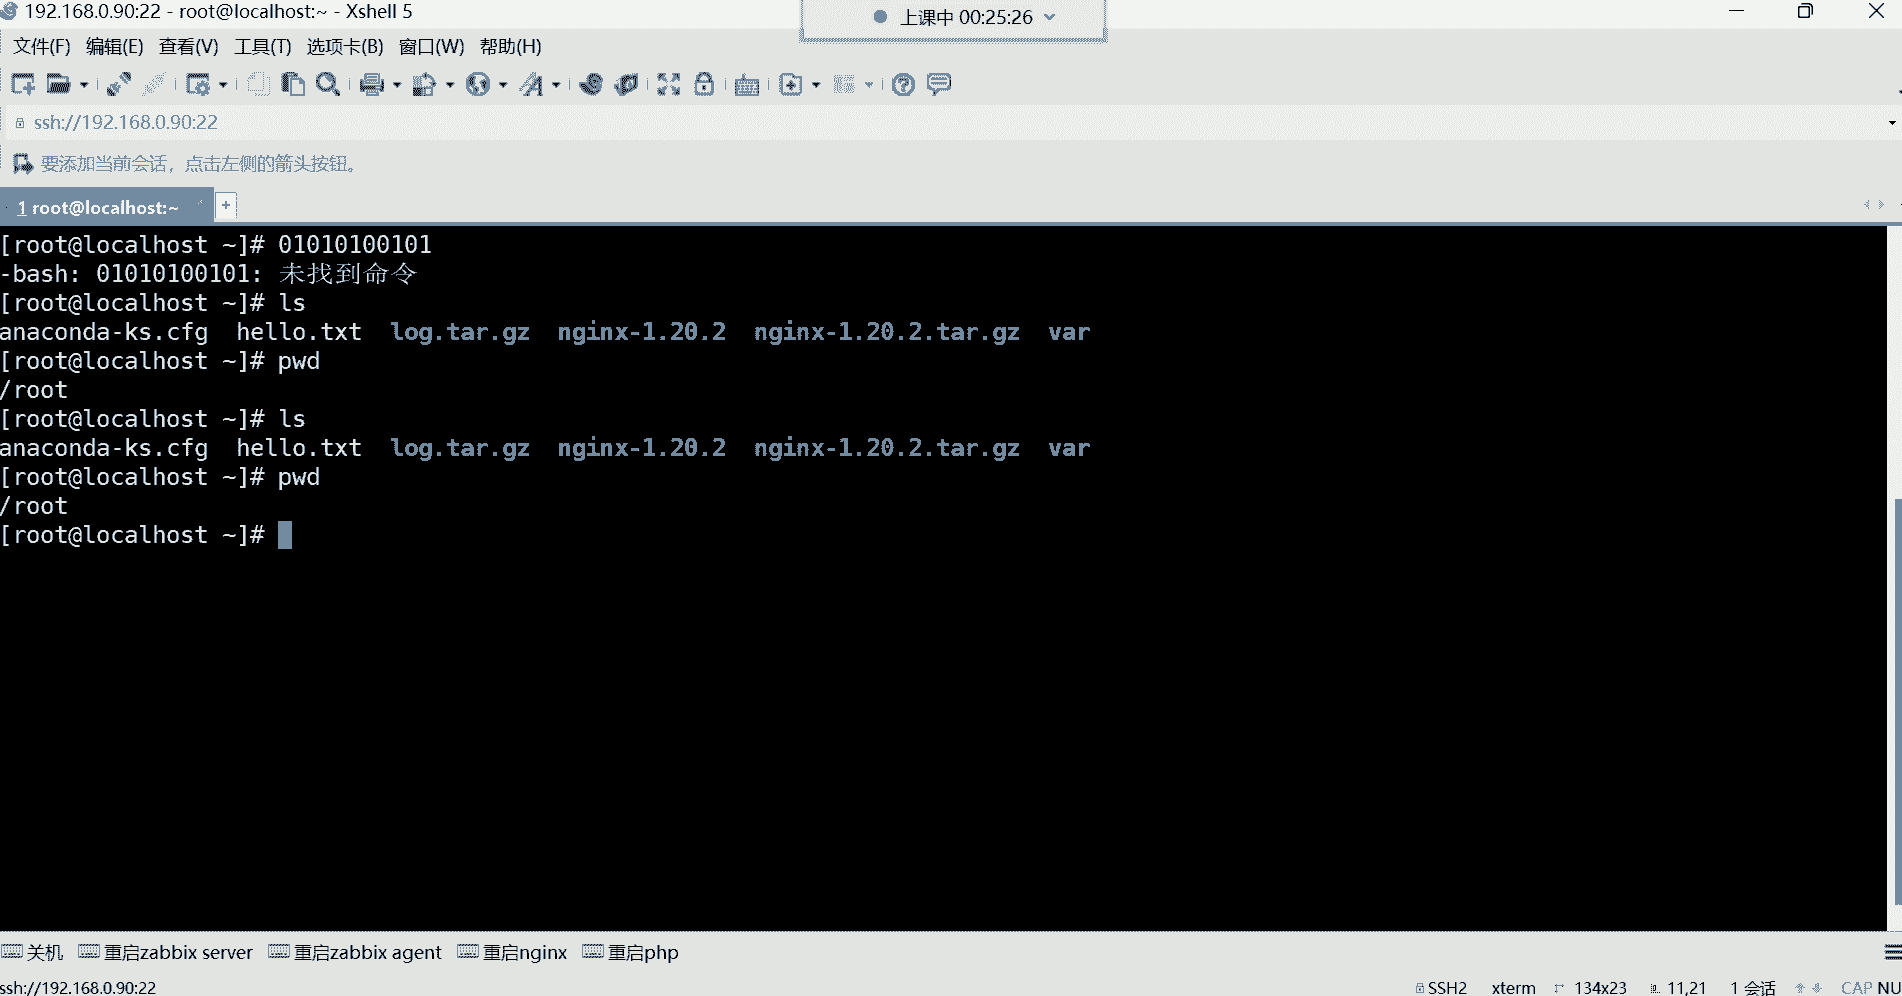 192.168.0.90:22 - root@localhost:~ - Xshell 5
上课中 00:25:26
文件(F) 编辑(E) 查看(V) 工具(T) 选项卡(B) 窗口(W) 帮助(H)
ssh://192.168.0.90:22
要添加当前会话，点击左侧的箭头按钮。
1 root@localhost:~
[root@localhost ~]# 01010100101
-bash: 01010100101: 未找到命令
[root@localhost ~]# ls
anaconda-ks.cfg  hello.txt  log.tar.gz  nginx-1.20.2  nginx-1.20.2.tar.gz  var
[root@localhost ~]# pwd
/root
[root@localhost ~]# ls
anaconda-ks.cfg  hello.txt  log.tar.gz  nginx-1.20.2  nginx-1.20.2.tar.gz  var
[root@localhost ~]# pwd
/root
[root@localhost ~]#
关机 重启zabbix server 重启zabbix agent 重启nginx 重启php
ssh://192.168.0.90:22 SSH2 xterm 134x23 11,21 1 会话 CAP NU